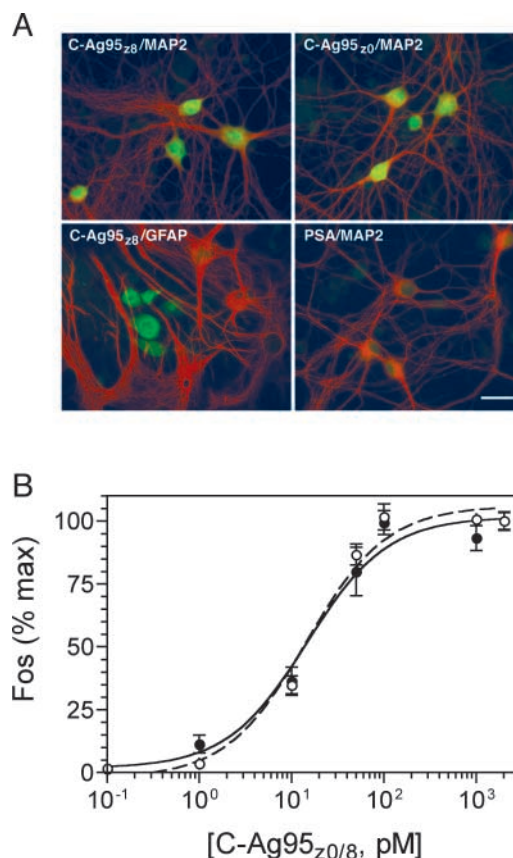 A
C-Ag95z8/MAP2
C-Ag95z0/MAP2
C-Ag95z8/GFAP
PSA/MAP2
B
Fos (% max)
100
75
50
25
0
10⁻¹ 10⁰ 10¹ 10² 10³
[C-Ag95z0/8, pM]